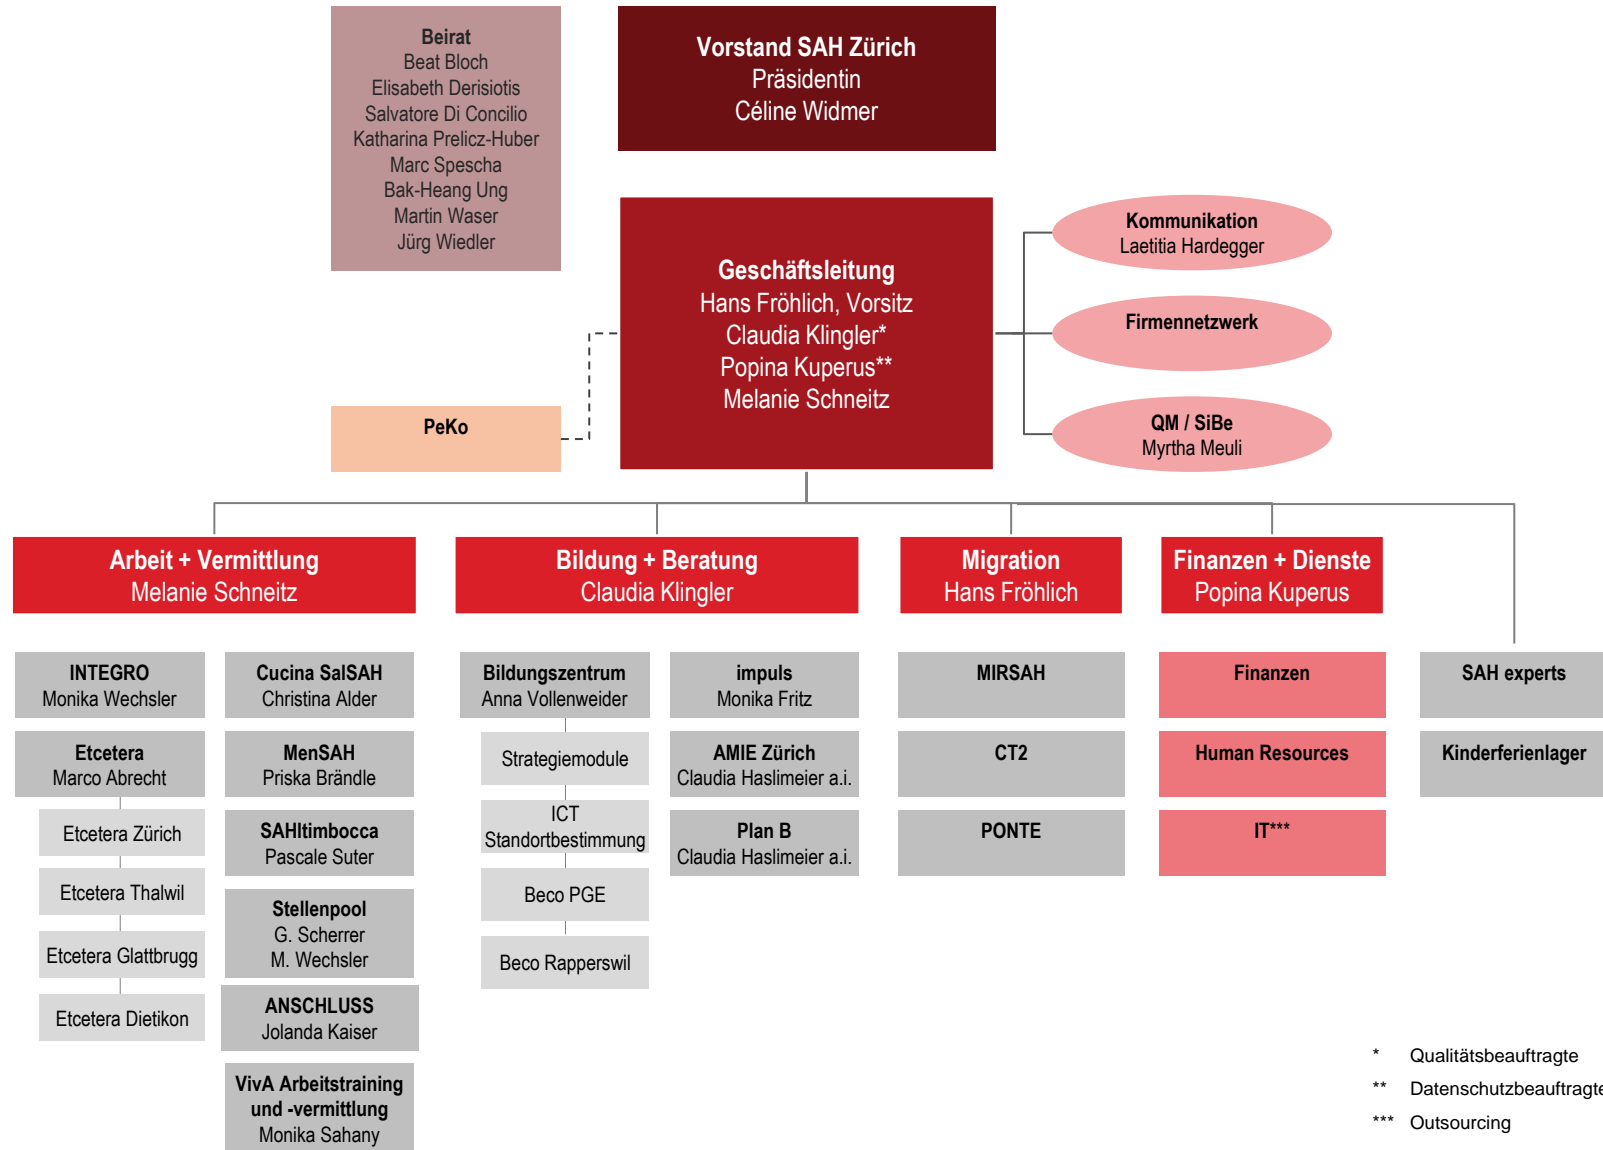 Beirat
Beat Bloch
Elisabeth Derisiotis
Salvatore Di Concilio
Katharina Prelicz-Huber
Marc Spescha
Bak-Heang Ung
Martin Waser
Jürg Wiedler
Vorstand SAH Zürich
Präsidentin
Céline Widmer
Geschäftsleitung
Hans Fröhlich, Vorsitz
Claudia Klingler*
Popina Kuperus**
Melanie Schneitz
Kommunikation
Laetitia Hardegger
Firmennetzwerk
QM / SiBe
Myrtha Meuli
PeKo
Arbeit + Vermittlung
Melanie Schneitz
Bildung + Beratung
Claudia Klingler
Migration
Hans Fröhlich
Finanzen + Dienste
Popina Kuperus
INTEGRO
Monika Wechsler
Etcetera
Marco Abrecht
Etcetera Zürich
Etcetera Thalwil
Etcetera Glattbrugg
Etcetera Dietikon
Cucina SalSAH
Christina Alder
MenSAH
Priska Brändle
SAHltimbocca
Pascale Suter
Stellenpool
G. Scherrer
M. Wechsler
ANSCHLUSS
Jolanda Kaiser
VivA Arbeitstraining
und -vermittlung
Monika Sahany
Bildungszentrum
Anna Vollenweider
Strategiemodule
ICT
Standortbestimmung
Beco PGE
Beco Rapperswil
impuls
Monika Fritz
AMIE Zürich
Claudia Haslimeier a.i.
Plan B
Claudia Haslimeier a.i.
MIRSAH
CT2
PONTE
Finanzen
Human Resources
IT***
SAH experts
Kinderferienlager
* Qualitätsbeauftragte
** Datenschutzbeauftragte
*** Outsourcing